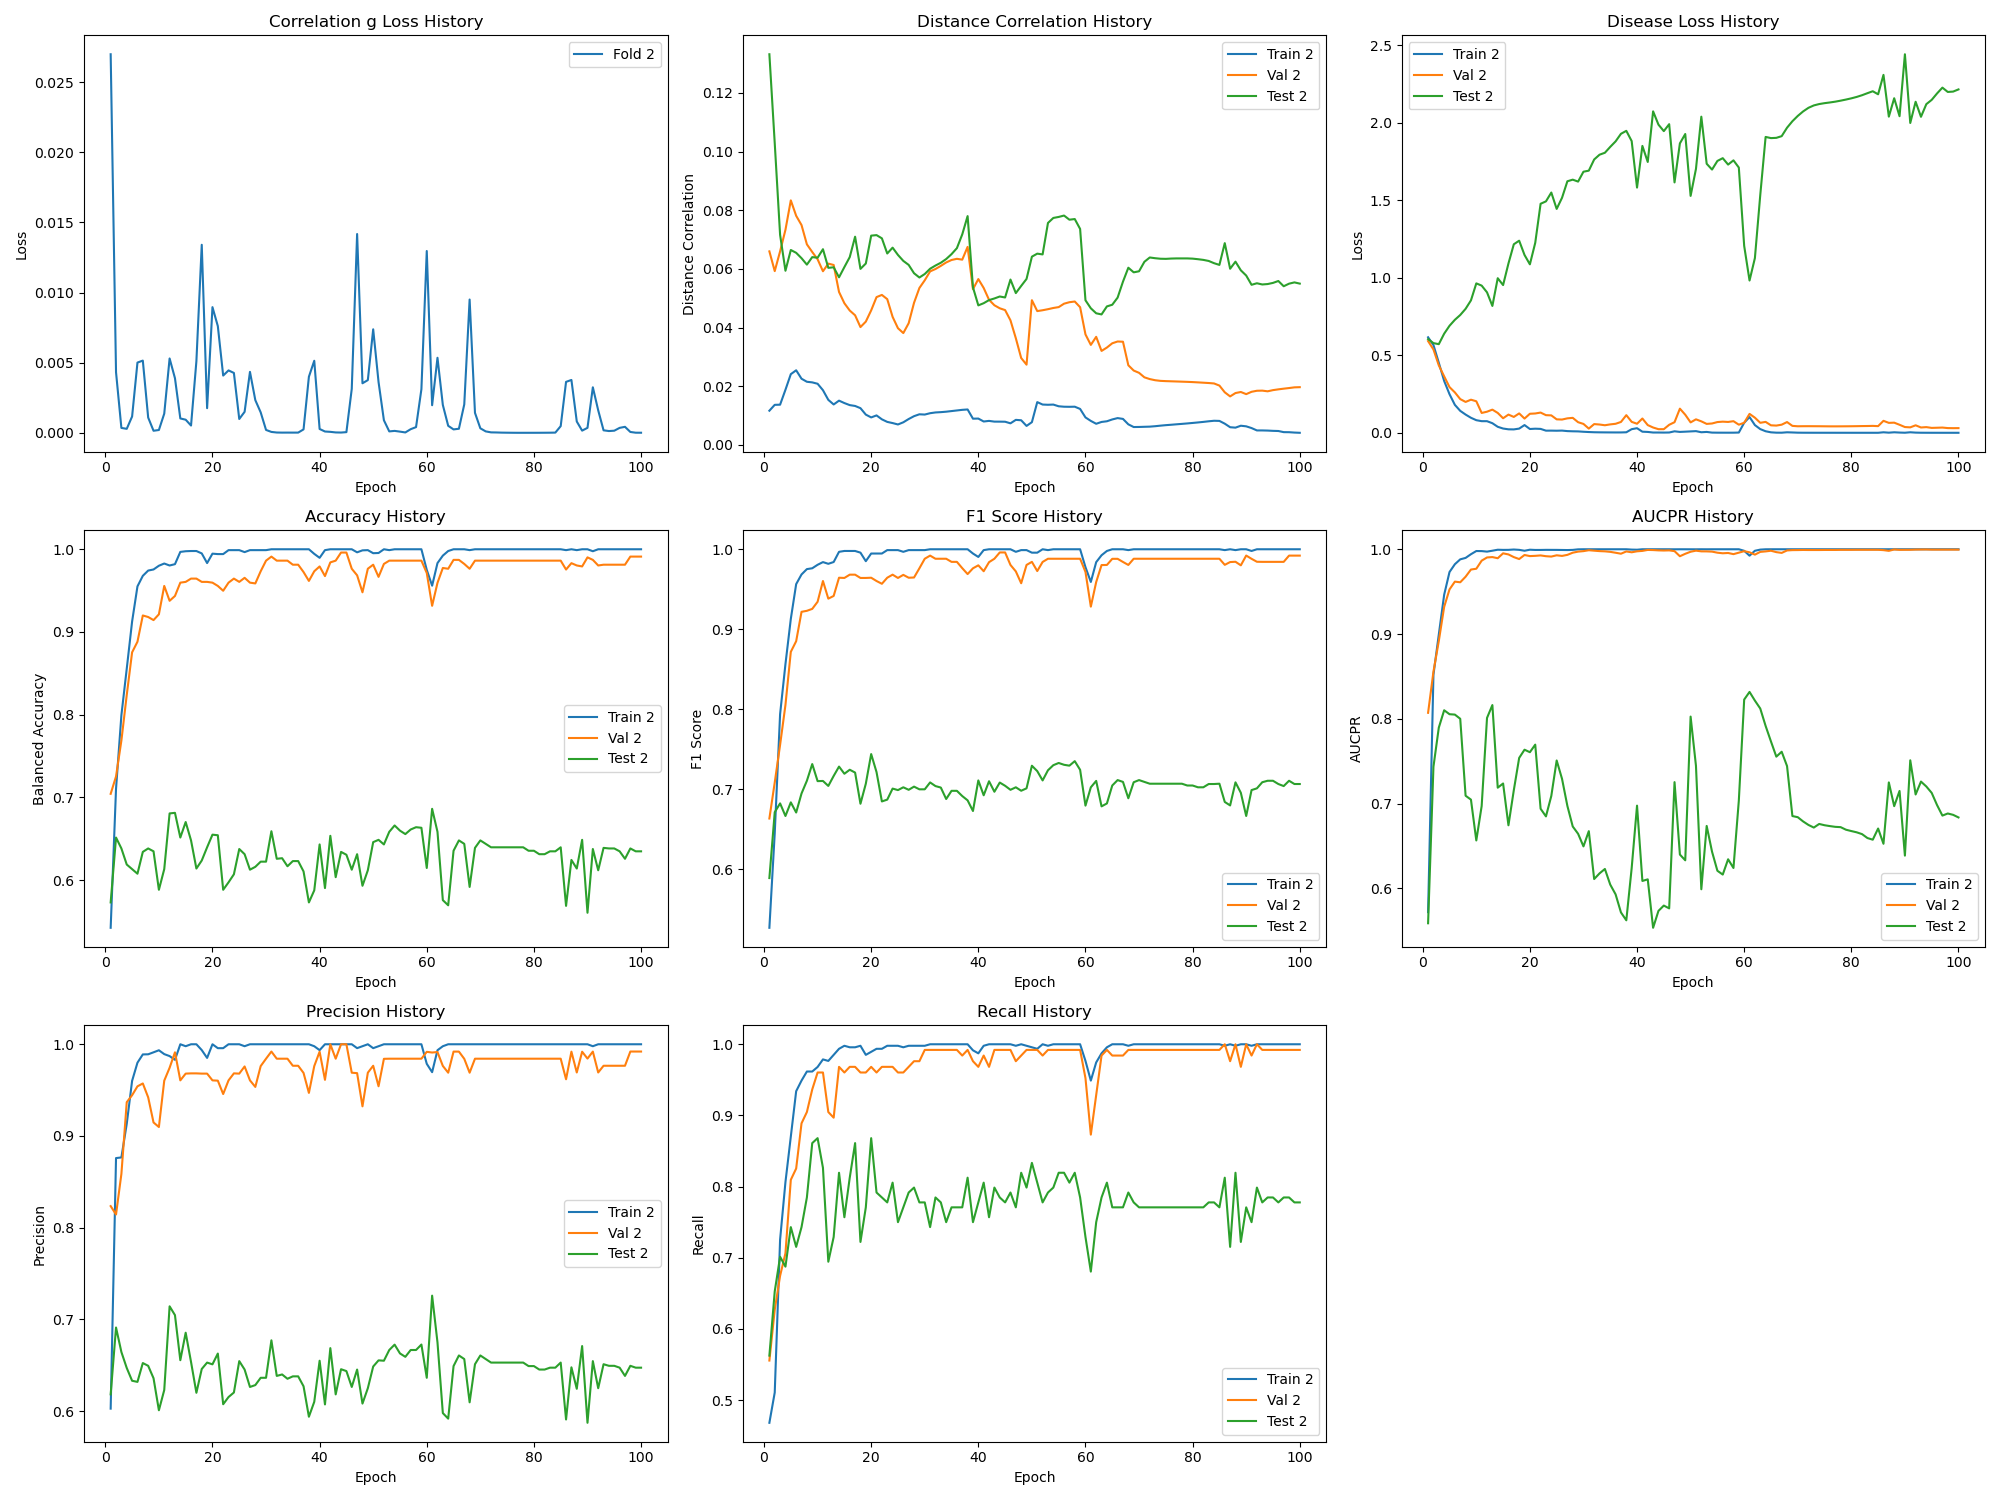 Correlation g Loss History
Loss
0.025
0.020
0.015
0.010
0.005
0.000
0 20 40 60 80 100
Epoch
Fold 2
Distance Correlation History
Distance Correlation
0.12
0.10
0.08
0.06
0.04
0.02
0.00
0 20 40 60 80 100
Epoch
Train 2
Val 2
Test 2
Disease Loss History
Loss
2.5
2.0
1.5
1.0
0.5
0.0
0 20 40 60 80 100
Epoch
Train 2
Val 2
Test 2
Accuracy History
Balanced Accuracy
1.0
0.9
0.8
0.7
0.6
0 20 40 60 80 100
Epoch
Train 2
Val 2
Test 2
F1 Score History
F1 Score
1.0
0.9
0.8
0.7
0.6
0 20 40 60 80 100
Epoch
Train 2
Val 2
Test 2
AUCPR History
AUCPR
1.0
0.9
0.8
0.7
0.6
0 20 40 60 80 100
Epoch
Train 2
Val 2
Test 2
Precision History
Precision
1.0
0.9
0.8
0.7
0.6
0 20 40 60 80 100
Epoch
Train 2
Val 2
Test 2
Recall History
Recall
1.0
0.9
0.8
0.7
0.6
0.5
0 20 40 60 80 100
Epoch
Train 2
Val 2
Test 2